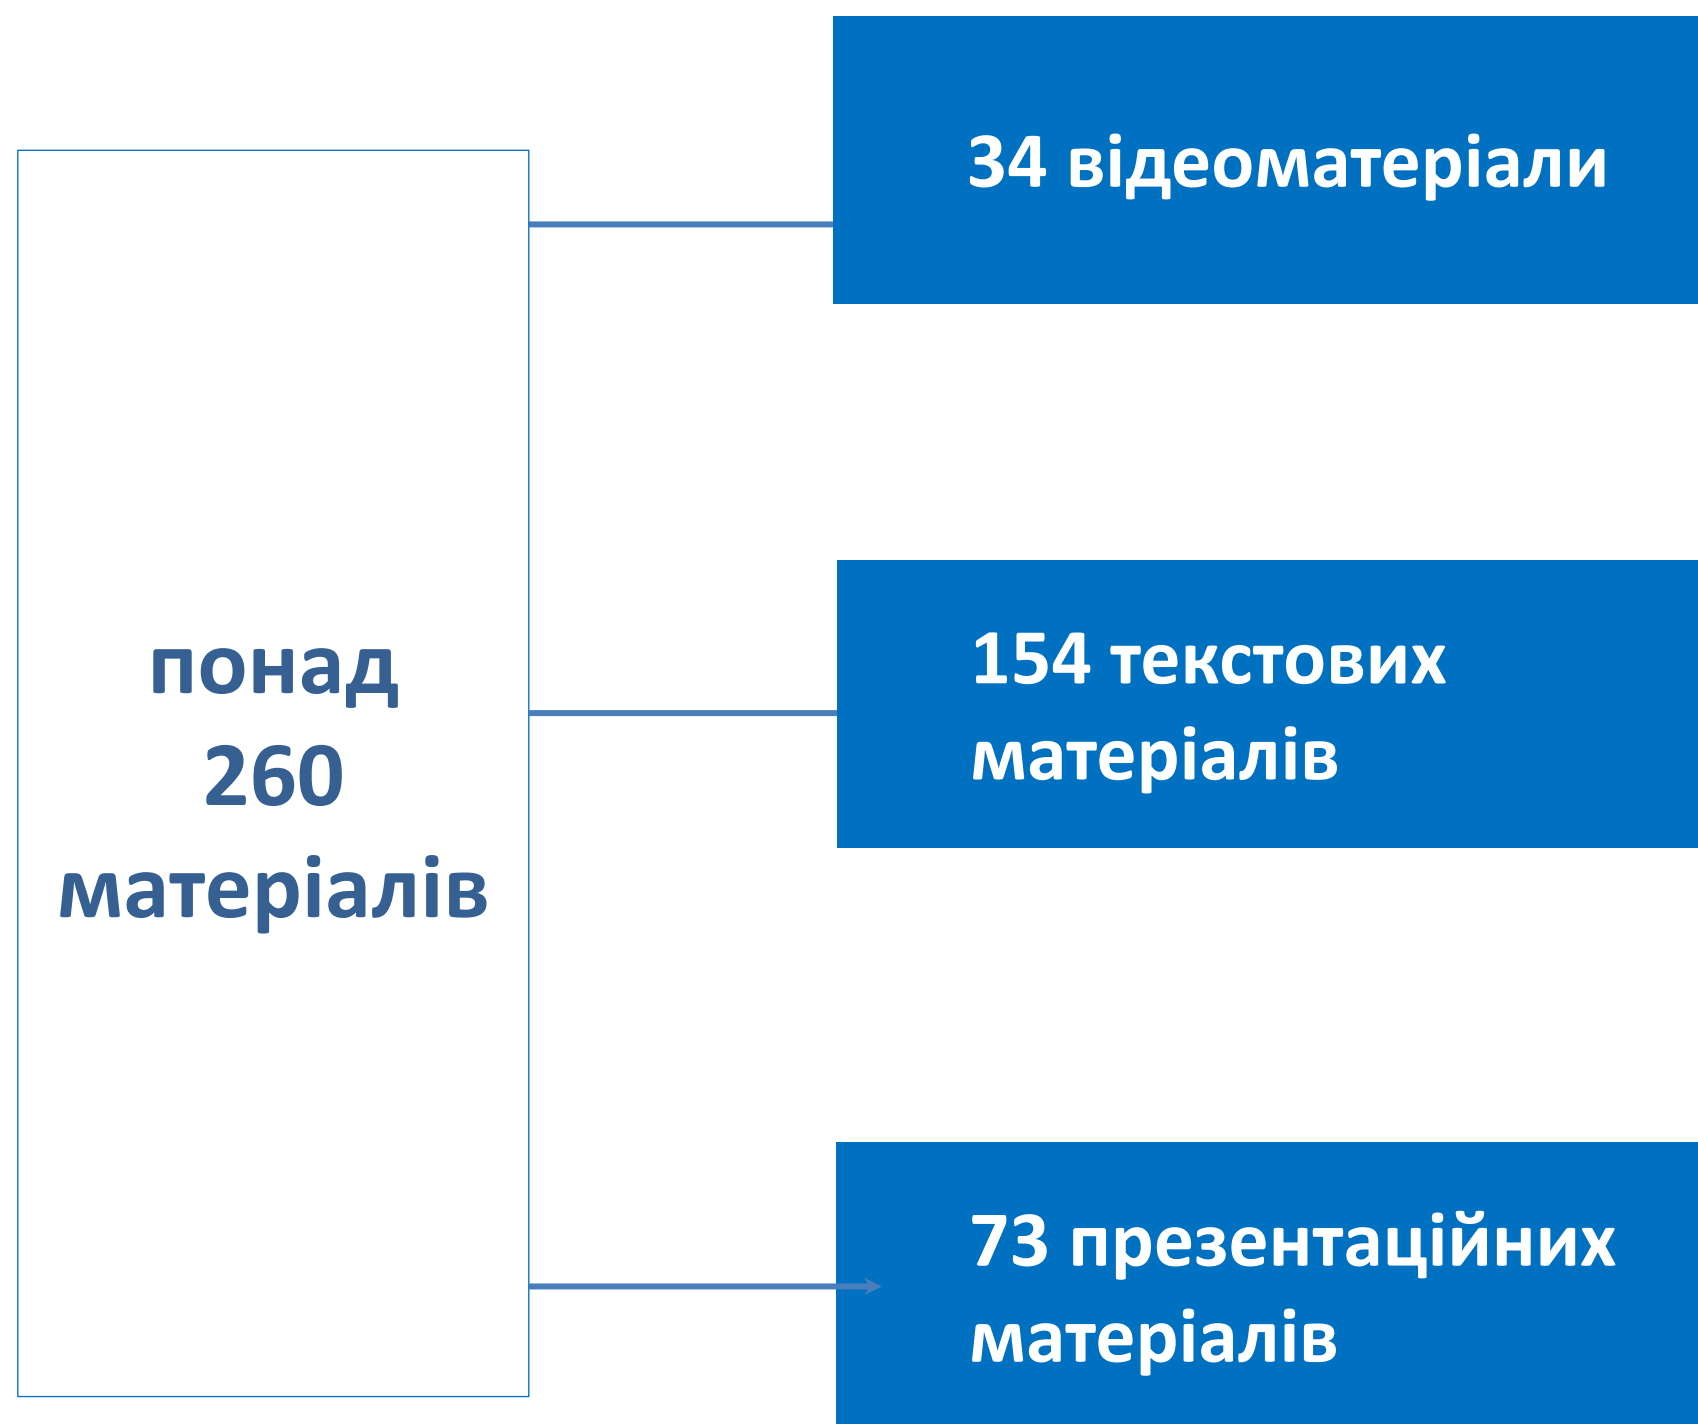 понад
260
матеріалів
34 відеоматеріали
154 текстових
матеріалів
73 презентаційних
матеріалів